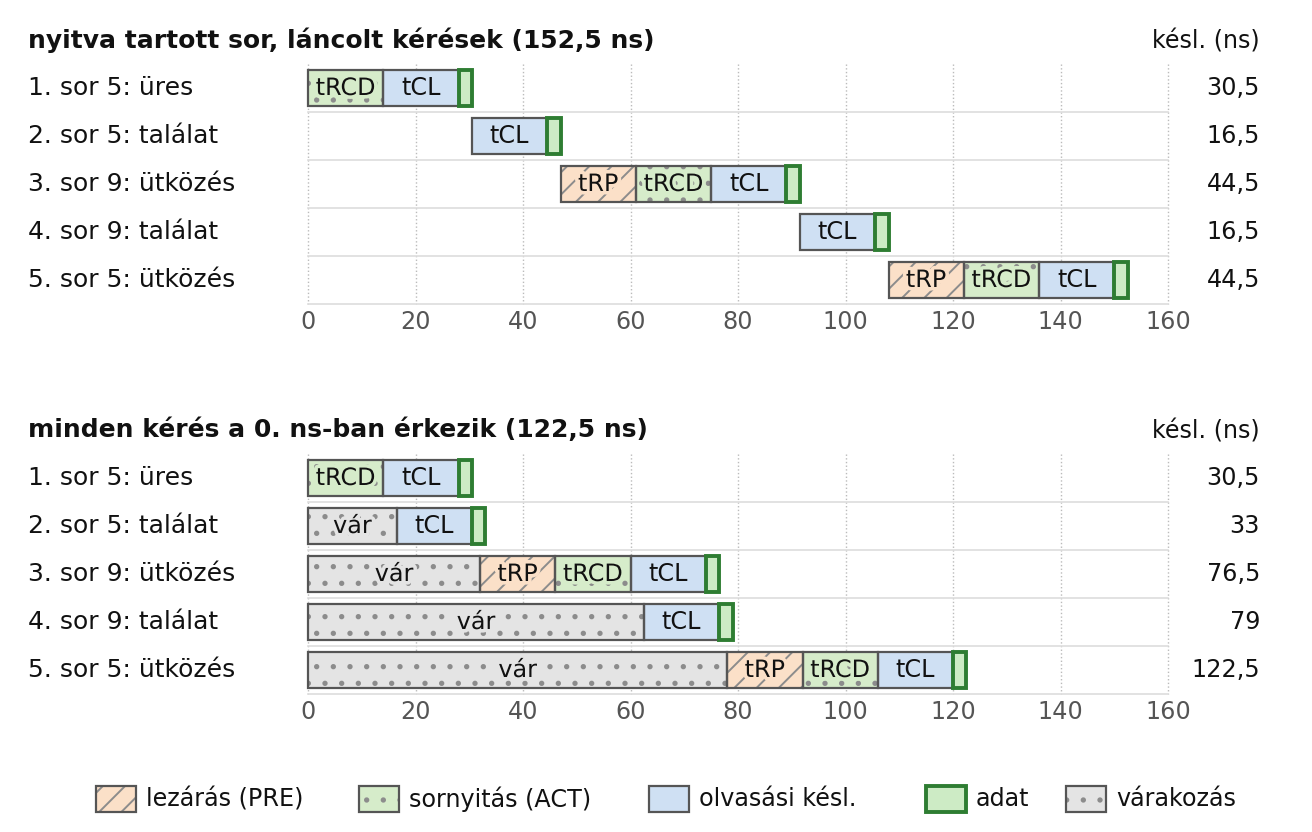 nyitva tartott sor, láncolt kérések (152,5 ns) késl. (ns)
1. sor 5: üres tRCD tCL 30,5
2. sor 5: találat tCL 16,5
3. sor 9: ütközés tRP tRCD tCL 44,5
4. sor 9: találat tCL 16,5
5. sor 5: ütközés tRP tRCD tCL 44,5
0 20 40 60 80 100 120 140 160
minden kérés a 0. ns-ban érkezik (122,5 ns) késl. (ns)
1. sor 5: üres tRCD tCL 30,5
2. sor 5: találat vár tCL 33
3. sor 9: ütközés vár tRP tRCD tCL 76,5
4. sor 9: találat vár tCL 79
5. sor 5: ütközés vár tRP tRCD tCL 122,5
0 20 40 60 80 100 120 140 160
lezárás (PRE) sornyitás (ACT) olvasási késl. adat várakozás